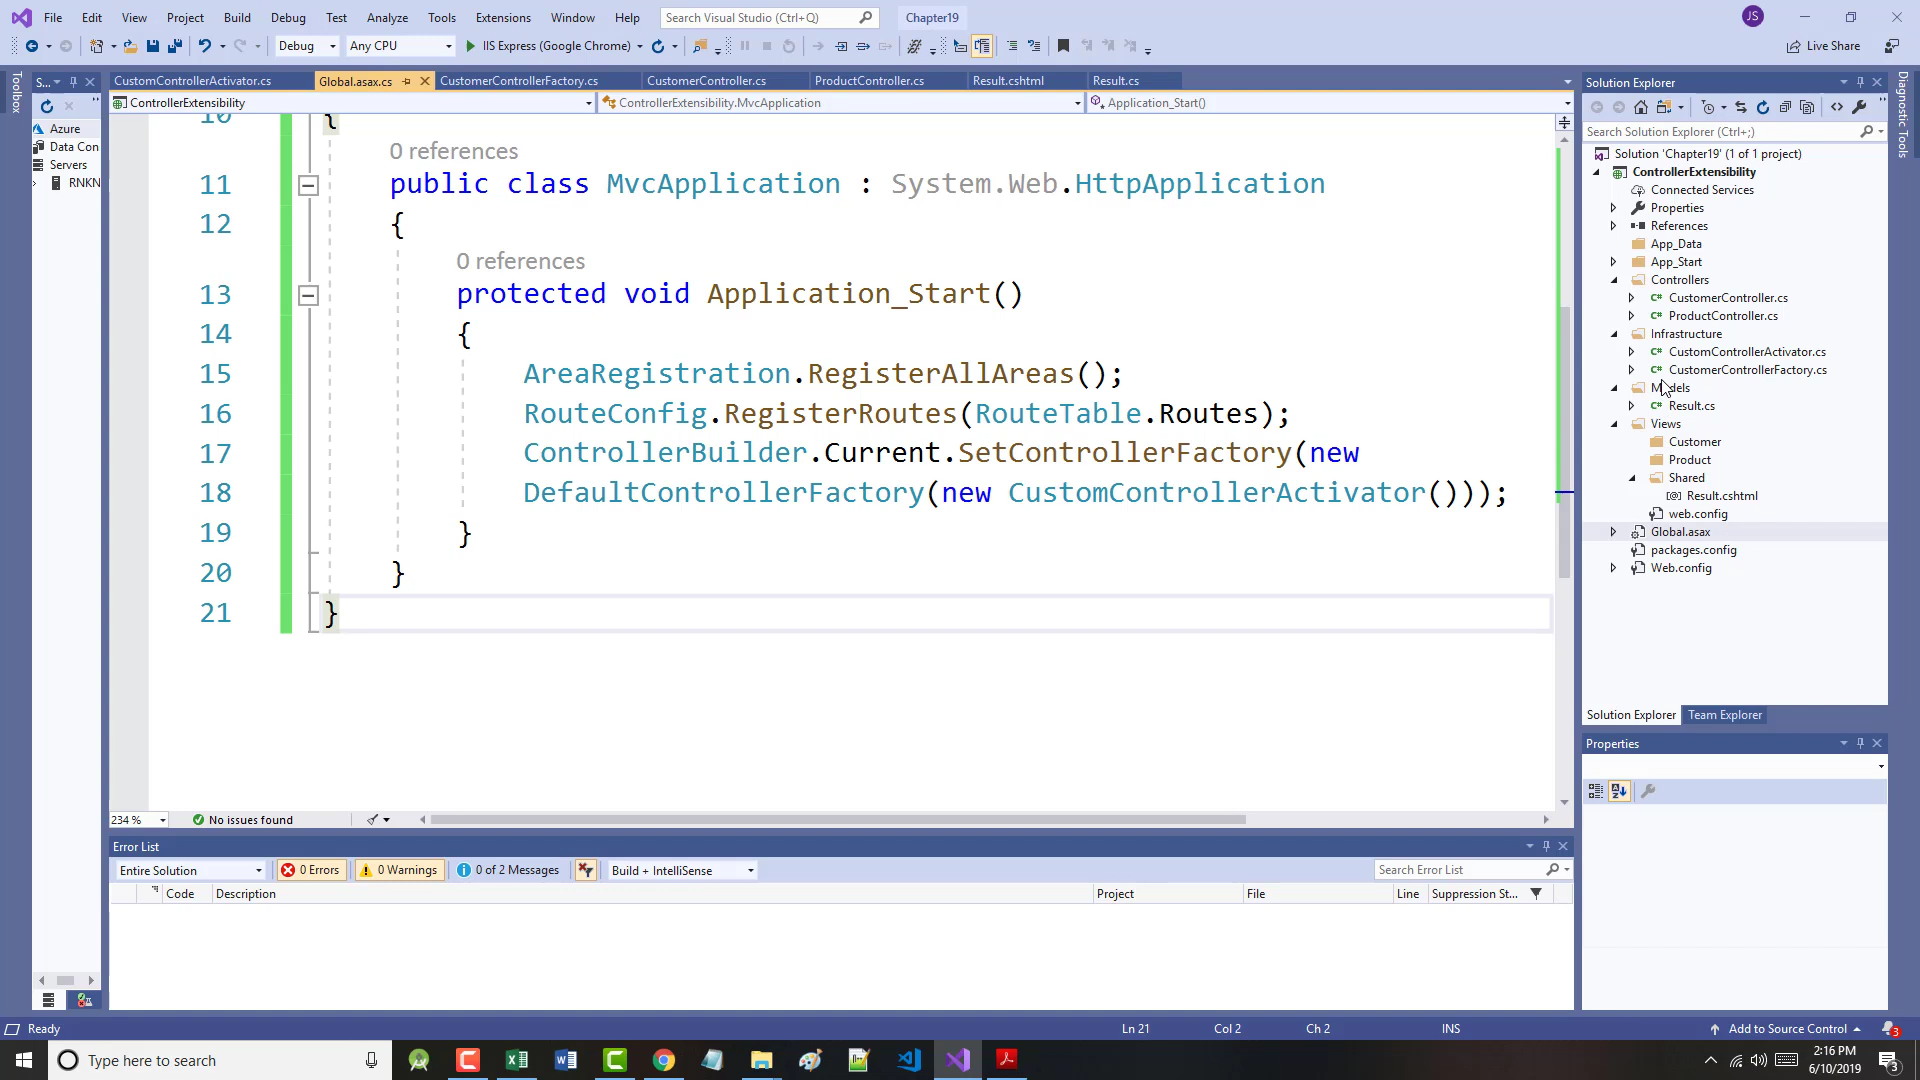 File Edit View Project Build Debug Test Analyze Tools Extensions Window Help Search Visual Studio (Ctrl+Q) Chapter19 JS
Debug Any CPU IIS Express (Google Chrome) Live Share
Toolbox
S...
Azure
Data Con
Servers
RNKN
CustomControllerActivator.cs Global.asax.cs CustomerControllerFactory.cs CustomerController.cs ProductController.cs Result.cshtml Result.cs
ControllerExtensibility ControllerExtensibility.MvcApplication Application_Start()
10 {
0 references
11 public class MvcApplication : System.Web.HttpApplication
12 {
0 references
13 protected void Application_Start()
14 {
15 AreaRegistration.RegisterAllAreas();
16 RouteConfig.RegisterRoutes(RouteTable.Routes);
17 ControllerBuilder.Current.SetControllerFactory(new
18 DefaultControllerFactory(new CustomControllerActivator()));
19 }
20 }
21 }
234 % No issues found
Error List
Entire Solution 0 Errors 0 Warnings 0 of 2 Messages Build + IntelliSense Search Error List
Code Description Project File Line Suppression St...
Solution Explorer
Search Solution Explorer (Ctrl+;)
Solution 'Chapter19' (1 of 1 project)
ControllerExtensibility
Connected Services
Properties
References
App_Data
App_Start
Controllers
CustomerController.cs
ProductController.cs
Infrastructure
CustomControllerActivator.cs
CustomerControllerFactory.cs
Models
Result.cs
Views
Customer
Product
Shared
Result.cshtml
web.config
Global.asax
packages.config
Web.config
Solution Explorer Team Explorer
Properties
Diagnostic Tools
Ready Ln 21 Col 2 Ch 2 INS Add to Source Control 3
Type here to search
2:16 PM
6/10/2019
3